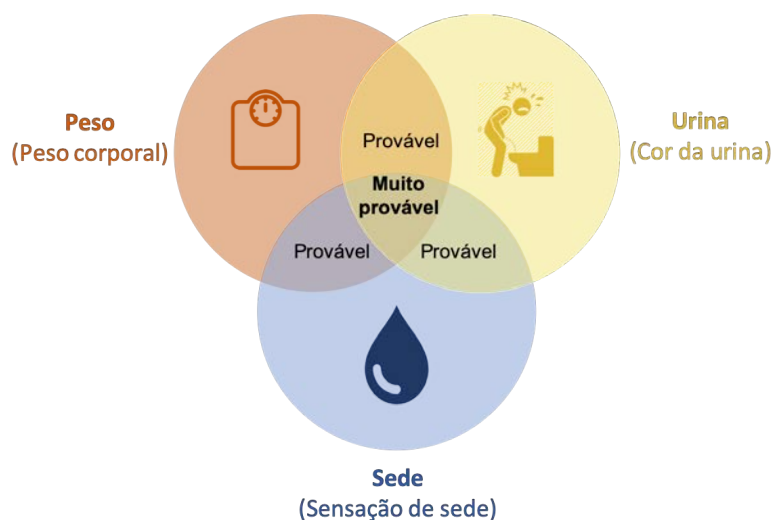 Peso
(Peso corporal)
Urina
(Cor da urina)
Provável
Muito
provável
Provável
Provável
Sede
(Sensação de sede)